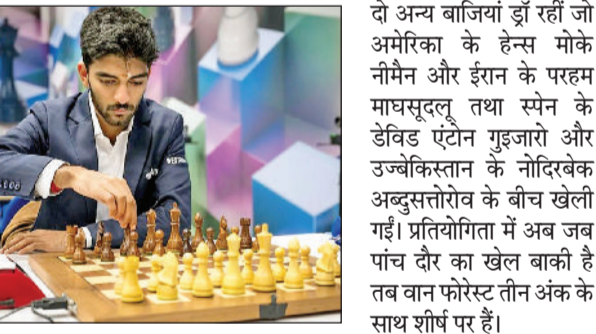 दो अन्य बाजियां ड्रॉ रहीं जो
अमेरिका के हेन्स मोके
नीमैन और ईरान के परहम
माघसूदलू तथा स्पेन के
डेविड एंटोन गुइजारो और
उज्बेकिस्तान के नोदिरबेक
अब्दुसत्तोरोव के बीच खेली
गईं। प्रतियोगिता में अब जब
पांच दौर का खेल बाकी है
तब वान फोरेस्ट तीन अंक के
साथ शीर्ष पर हैं।